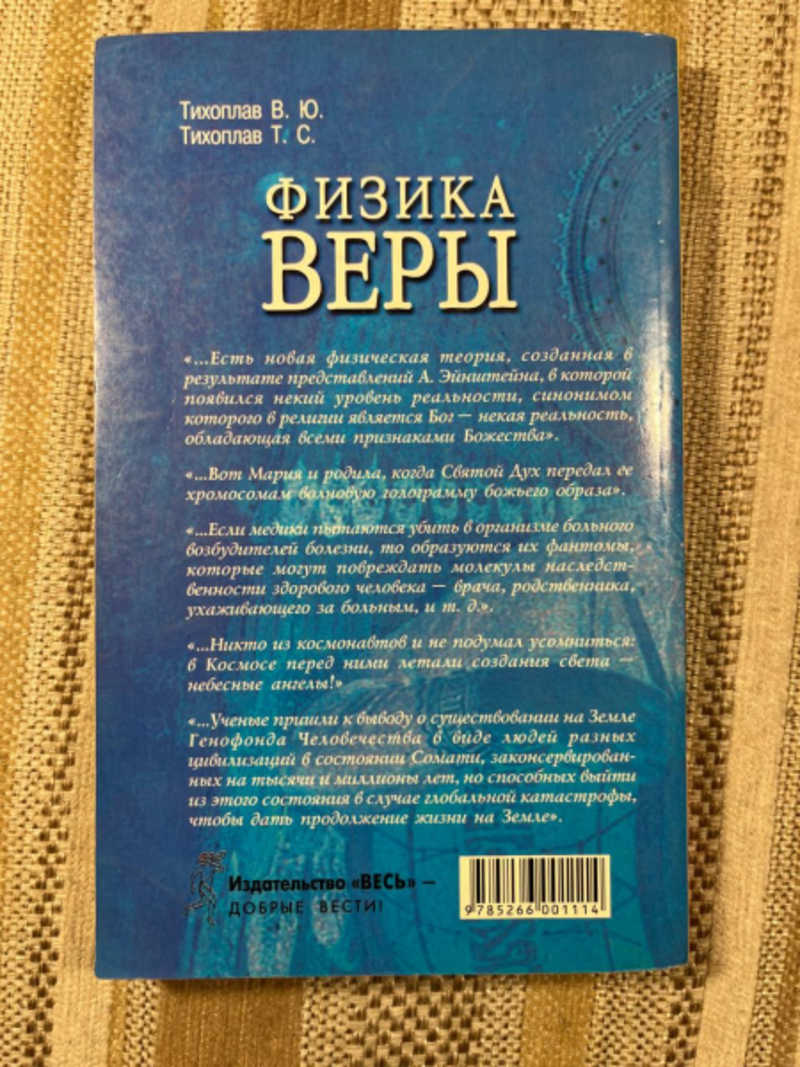 Тихоплав В. Ю.
Тихоплав Т. С.
ФИЗИКА
ВЕРЫ
«...Есть новая физическая теория, созданная в
результате представлений А. Эйнштейна, в которой
появился некий уровень реальности, синонимом
которого в религии является Бог — некая реальность,
обладающая всеми признаками Божества».
«...Вот Мария и родила, когда Святой Дух передал ее
хромосомам волновую голограмму божьего образа».
«...Если медики пытаются убить в организме больного
возбудителей болезни, то образуются их фантомы,
которые могут повреждать молекулы наследст-
венности здорового человека — врача, родственника,
ухаживающего за больным, и т. д.».
«...Никто из космонавтов и не подумал усомниться:
в Космосе перед ними летали создания света —
небесные ангелы!»
«...Ученые пришли к выводу о существовании на Земле
Генофонда Человечества в виде людей разных
цивилизаций в состоянии Сомати, законсервирован-
ных на тысячи и миллионы лет, но способных выйти
из этого состояния в случае глобальной катастрофы,
чтобы дать продолжение жизни на Земле».
Издательство «ВЕСЬ» —
ДОБРЫЕ ВЕСТИ!
9785266001114